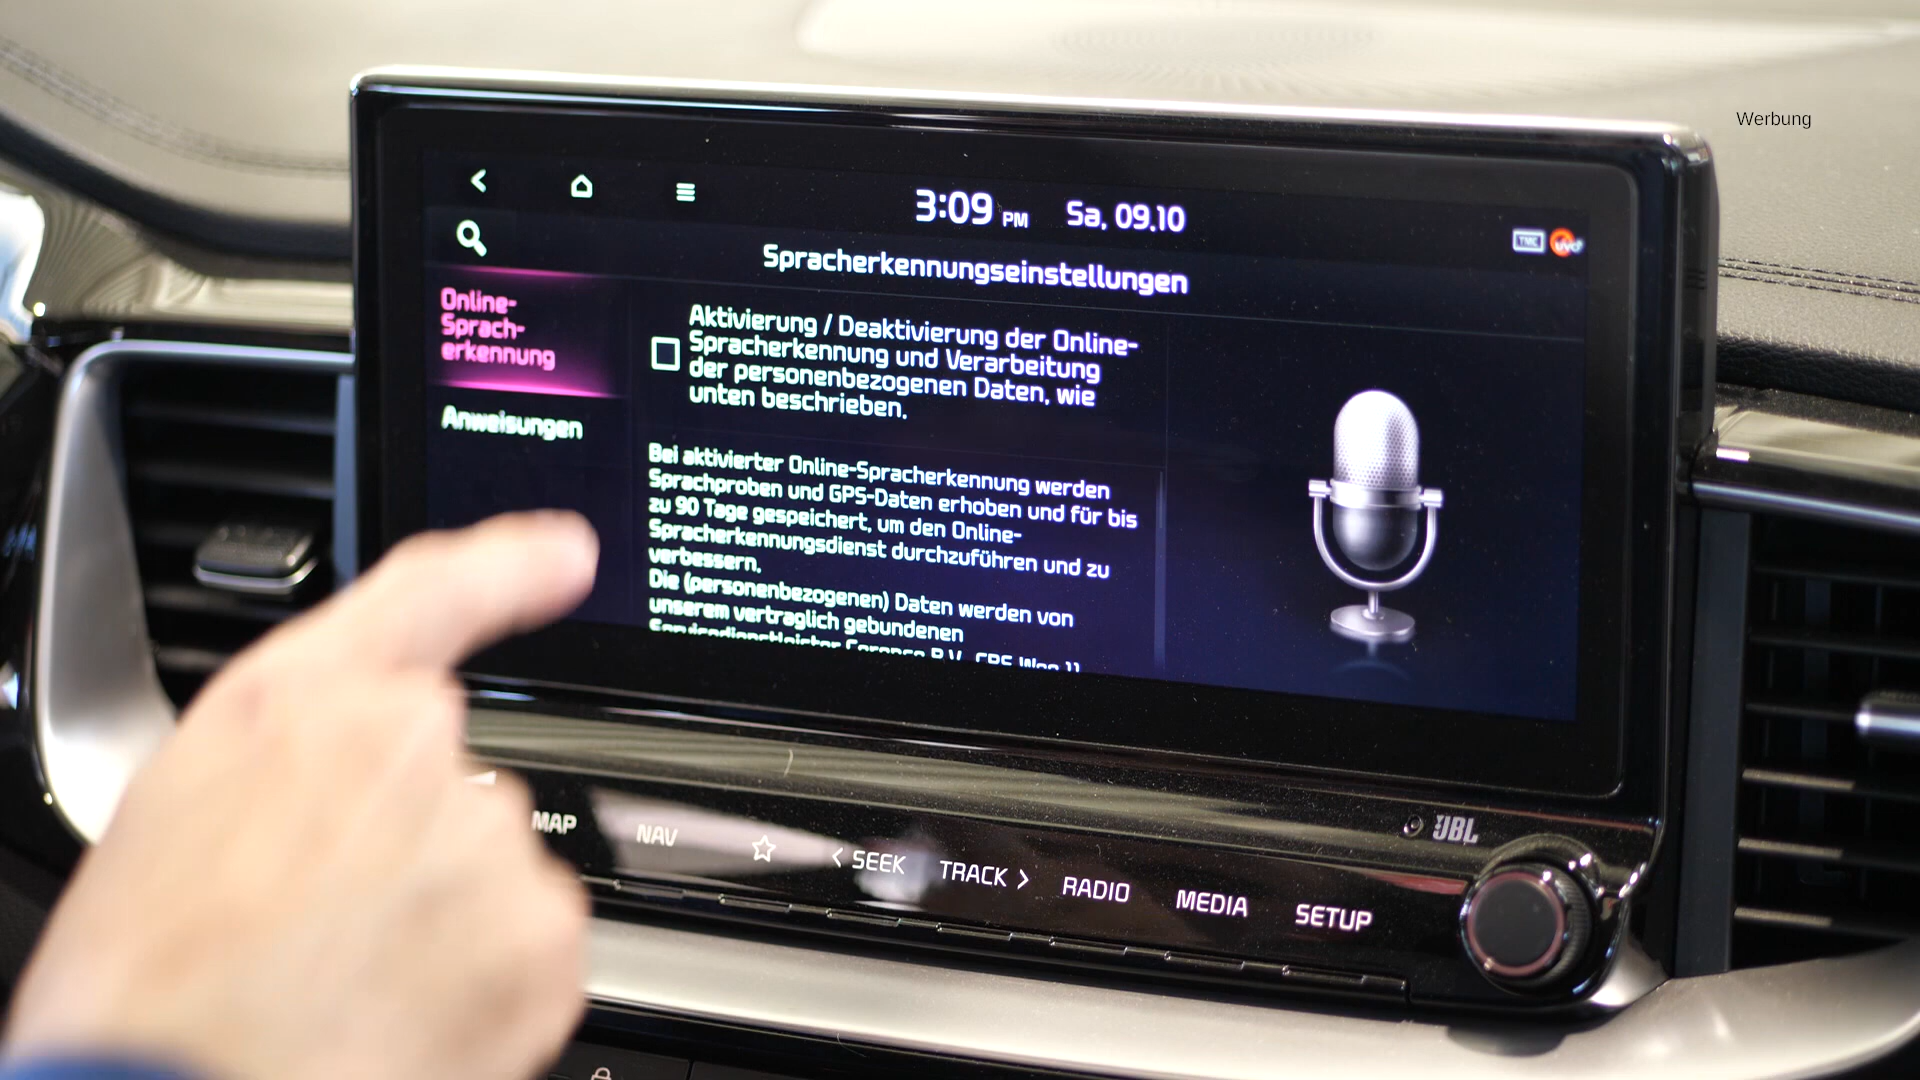 Werbung
3:09 PM Sa, 09.10
TMC
uvo
Spracherkennungseinstellungen
Online-
Sprach-
erkennung
Anweisungen
Aktivierung / Deaktivierung der Online-
Spracherkennung und Verarbeitung
der personenbezogenen Daten, wie
unten beschrieben.
Bei aktivierter Online-Spracherkennung werden
Sprachproben und GPS-Daten erhoben und für bis
zu 90 Tage gespeichert, um den Online-
Spracherkennungsdienst durchzuführen und zu
verbessern.
Die (personenbezogenen) Daten werden von
unserem vertraglich gebundenen
JBL
MAP NAV < SEEK TRACK > RADIO MEDIA SETUP